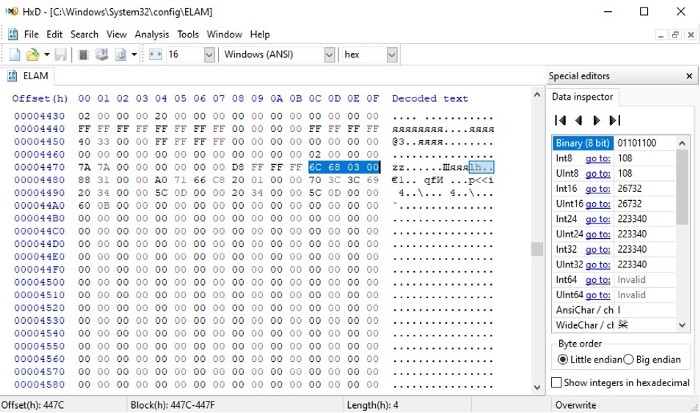 HxD - [C:\Windows\System32\config\ELAM]
File Edit Search View Analysis Tools Window Help
16 Windows (ANSI) hex
ELAM
Offset(h) 00 01 02 03 04 05 06 07 08 09 0A 0B 0C 0D 0E 0F Decoded text
00004430 02 00 00 00 20 00 00 00 00 00 00 00 00 00 00 00 .... ...........
00004440 FF FF FF FF FF FF FF FF 00 00 00 00 FF FF FF FF яяяяяяяя....яяяя
00004450 40 33 00 00 FF FF FF FF 00 00 00 00 00 00 00 00 @3..яяяя........
00004460 00 00 00 00 00 00 00 00 00 00 00 00 02 00 00 00 ................
00004470 7A 7A 00 00 00 00 00 00 D8 FF FF FF 6C 68 03 00 zz......Шяяяlh..
00004480 88 31 00 00 A0 71 66 C8 20 01 00 00 70 3C 3C 69 €1.. qfИ ...p<<i
00004490 20 34 00 00 5C 0D 00 00 20 34 00 00 5C 0D 00 00 4..\... 4..\...
000044A0 60 0B 00 00 00 00 00 00 00 00 00 00 00 00 00 00 `...............
000044B0 00 00 00 00 00 00 00 00 00 00 00 00 00 00 00 00 ................
000044C0 00 00 00 00 00 00 00 00 00 00 00 00 00 00 00 00 ................
000044D0 00 00 00 00 00 00 00 00 00 00 00 00 00 00 00 00 ................
000044E0 00 00 00 00 00 00 00 00 00 00 00 00 00 00 00 00 ................
000044F0 00 00 00 00 00 00 00 00 00 00 00 00 00 00 00 00 ................
00004500 00 00 00 00 00 00 00 00 00 00 00 00 00 00 00 00 ................
00004510 00 00 00 00 00 00 00 00 00 00 00 00 00 00 00 00 ................
00004520 00 00 00 00 00 00 00 00 00 00 00 00 00 00 00 00 ................
00004530 00 00 00 00 00 00 00 00 00 00 00 00 00 00 00 00 ................
00004540 00 00 00 00 00 00 00 00 00 00 00 00 00 00 00 00 ................
00004550 00 00 00 00 00 00 00 00 00 00 00 00 00 00 00 00 ................
00004560 00 00 00 00 00 00 00 00 00 00 00 00 00 00 00 00 ................
00004570 00 00 00 00 00 00 00 00 00 00 00 00 00 00 00 00 ................
00004580 00 00 00 00 00 00 00 00 00 00 00 00 00 00 00 00 ................
Special editors
Data inspector
Binary (8 bit) 01101100
Int8 go to: 108
UInt8 go to: 108
Int16 go to: 26732
UInt16 go to: 26732
Int24 go to: 223340
UInt24 go to: 223340
Int32 go to: 223340
UInt32 go to: 223340
Int64 go to: Invalid
UInt64 go to: Invalid
AnsiChar / ch l
WideChar / ch
Byte order
Little endian Big endian
Show integers in hexadecimal
Offset(h): 447C Block(h): 447C-447F Length(h): 4 Overwrite